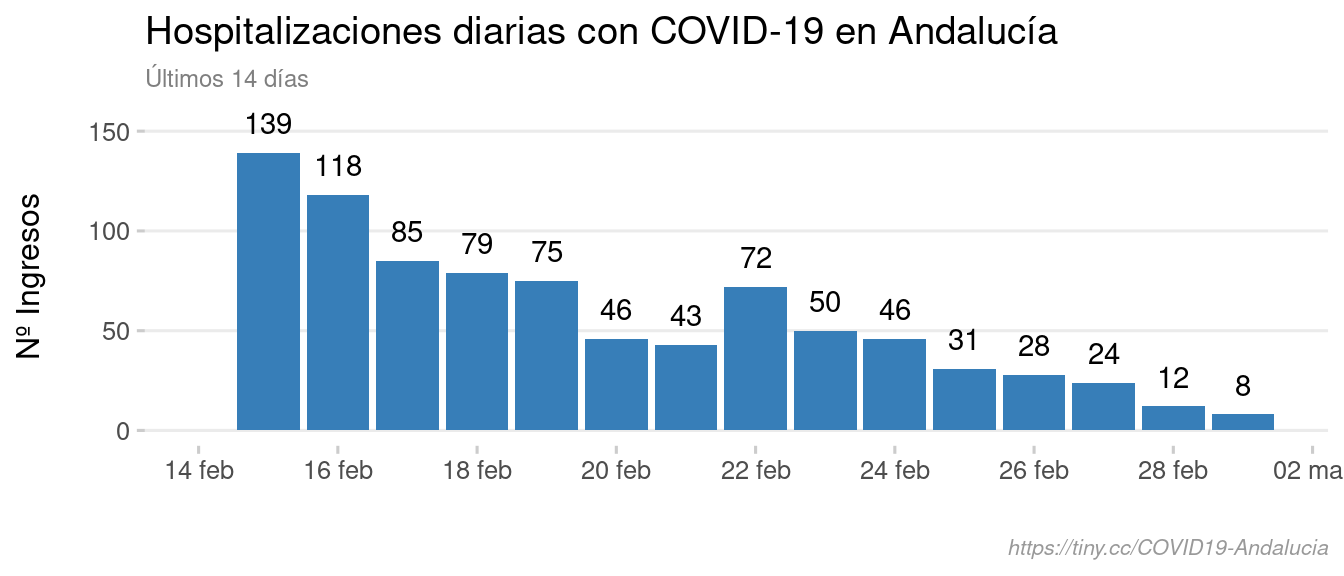 Hospitalizaciones diarias con COVID-19 en Andalucía
Últimos 14 días
Nº Ingresos
150
100
50
0
139
118
85
79
75
46
43
72
50
46
31
28
24
12
8
14 feb
16 feb
18 feb
20 feb
22 feb
24 feb
26 feb
28 feb
02 ma
https://tiny.cc/COVID19-Andalucia